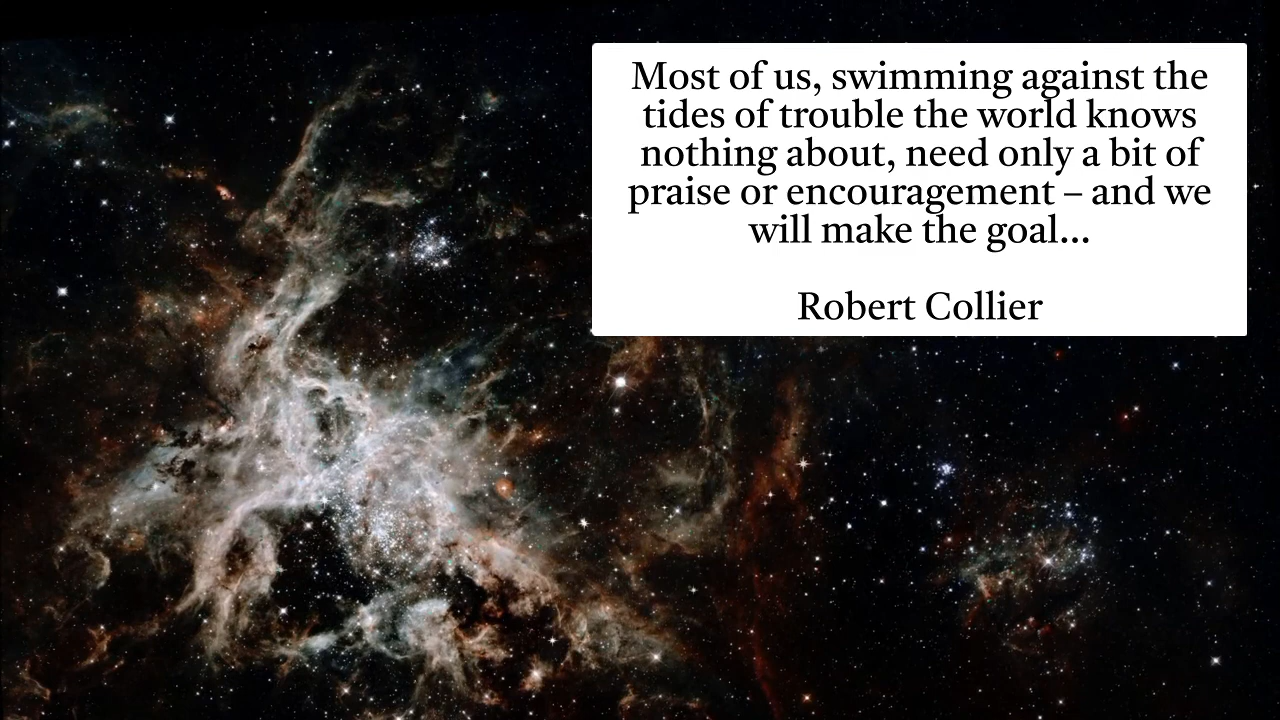 Most of us, swimming against the
tides of trouble the world knows
nothing about, need only a bit of
praise or encouragement – and we
will make the goal...
Robert Collier